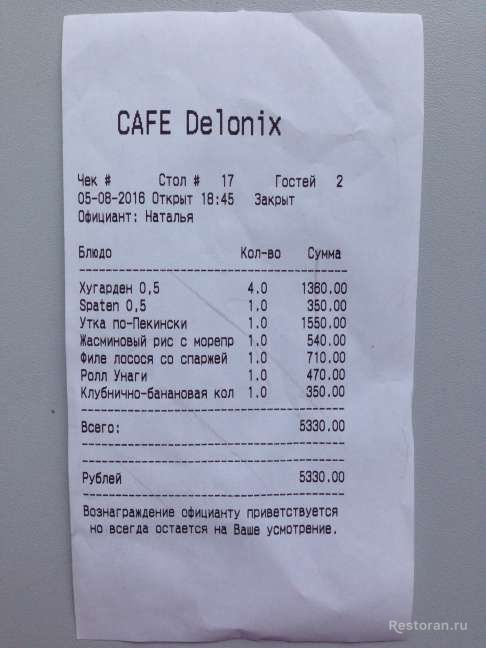 CAFE Delonix
Чек # Стол # 17 Гостей 2
05-08-2016 Открыт 18:45 Закрыт
Официант: Наталья
Блюдо Кол-во Сумма
Хугарден 0,5 4.0 1360.00
Spaten 0,5 1.0 350.00
Утка по-Пекински 1.0 1550.00
Жасминовый рис с морепр 1.0 540.00
Филе лосося со спаржей 1.0 710.00
Ролл Унаги 1.0 470.00
Клубнично-банановая кол 1.0 350.00
Всего: 5330.00
Рублей 5330.00
Вознаграждение официанту приветствуется
но всегда остается на Ваше усмотрение.
Restoran.ru